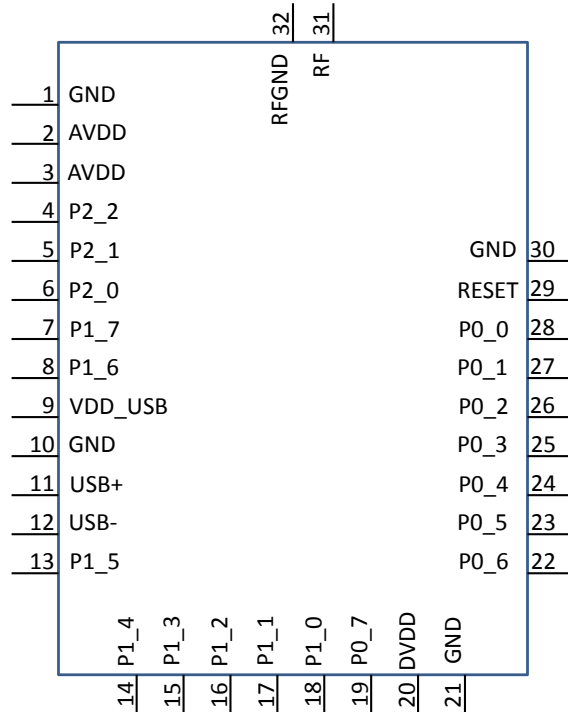 32 31
RFGND RF
1 GND
2 AVDD
3 AVDD
4 P2_2
5 P2_1 GND 30
6 P2_0 RESET 29
7 P1_7 P0_0 28
8 P1_6 P0_1 27
9 VDD_USB P0_2 26
10 GND P0_3 25
11 USB+ P0_4 24
12 USB- P0_5 23
13 P1_5 P0_6 22
P1_4 P1_3 P1_2 P1_1 P1_0 P0_7 DVDD GND
14 15 16 17 18 19 20 21